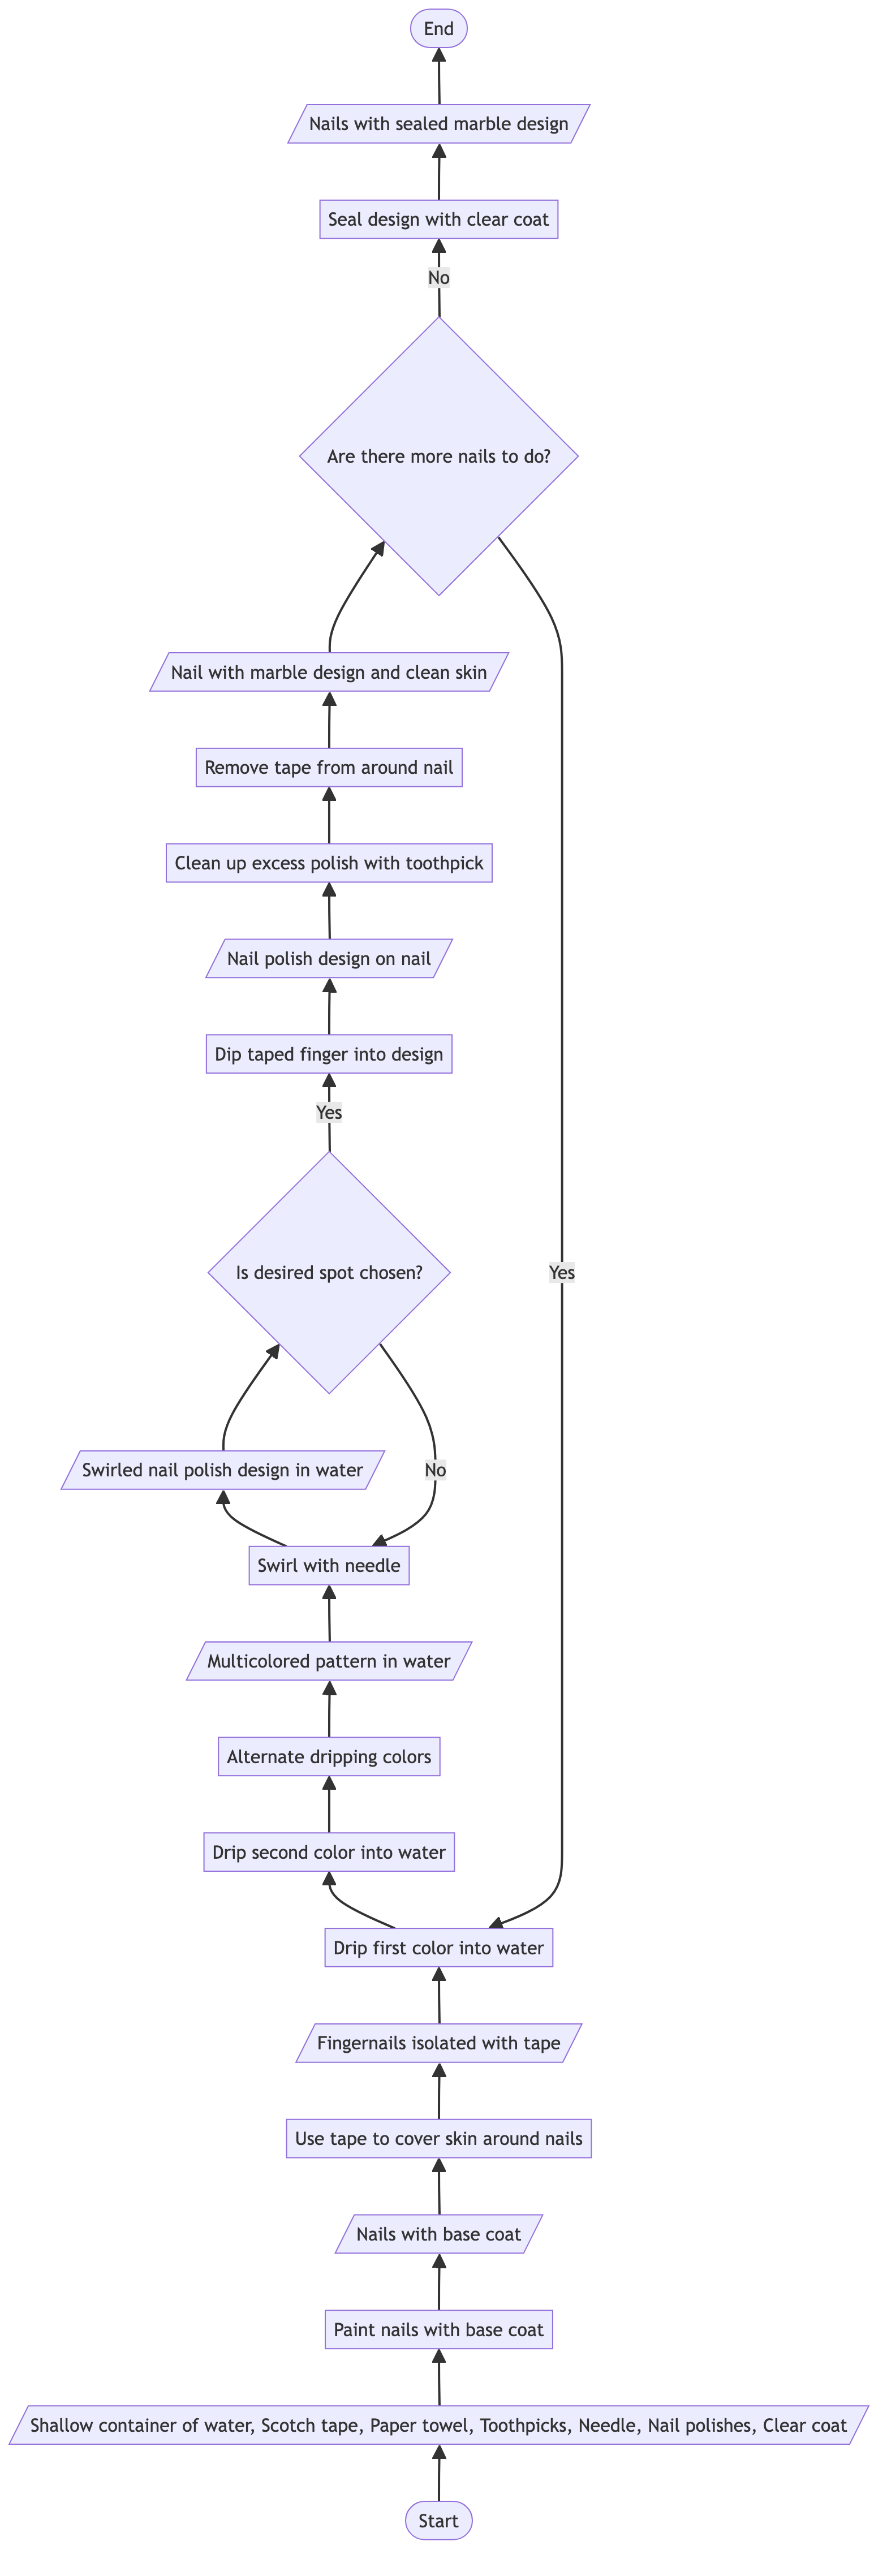 End
Nails with sealed marble design
Seal design with clear coat
No
Are there more nails to do?
Nail with marble design and clean skin
Remove tape from around nail
Clean up excess polish with toothpick
Nail polish design on nail
Dip taped finger into design
Yes
Is desired spot chosen?
Yes
Swirled nail polish design in water
No
Swirl with needle
Multicolored pattern in water
Alternate dripping colors
Drip second color into water
Drip first color into water
Fingernails isolated with tape
Use tape to cover skin around nails
Nails with base coat
Paint nails with base coat
Shallow container of water, Scotch tape, Paper towel, Toothpicks, Needle, Nail polishes, Clear coat
Start